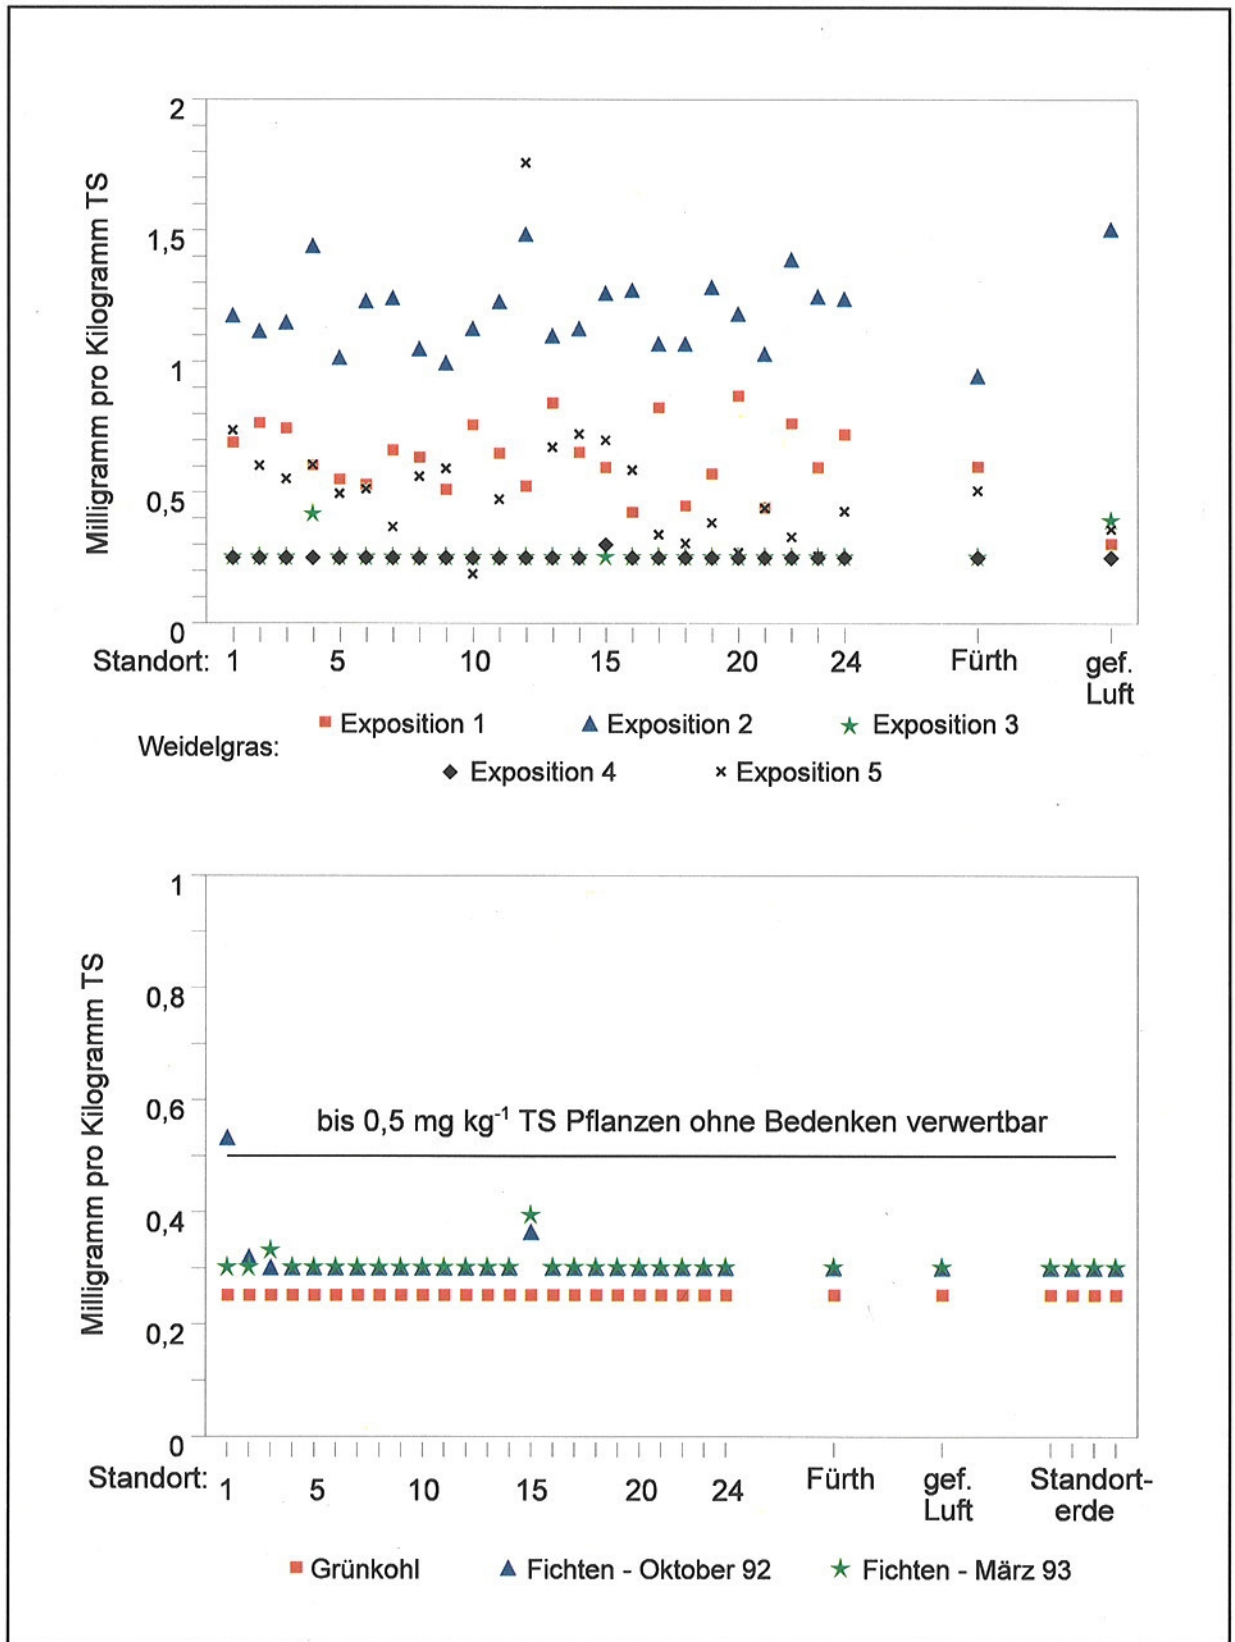 Milligramm pro Kilogramm TS
2
1,5
1
0,5
0
Standort: 1 5 10 15 20 24 Fürth gef.
Luft
Exposition 1 Exposition 2 Exposition 3
Weidelgras:
Exposition 4 Exposition 5
Milligramm pro Kilogramm TS
1
0,8
0,6
bis 0,5 mg kg-1 TS Pflanzen ohne Bedenken verwertbar
0,4
0,2
0
Standort: 1 5 10 15 20 24 Fürth gef. Standort-
Luft erde
Grünkohl Fichten - Oktober 92 Fichten - März 93